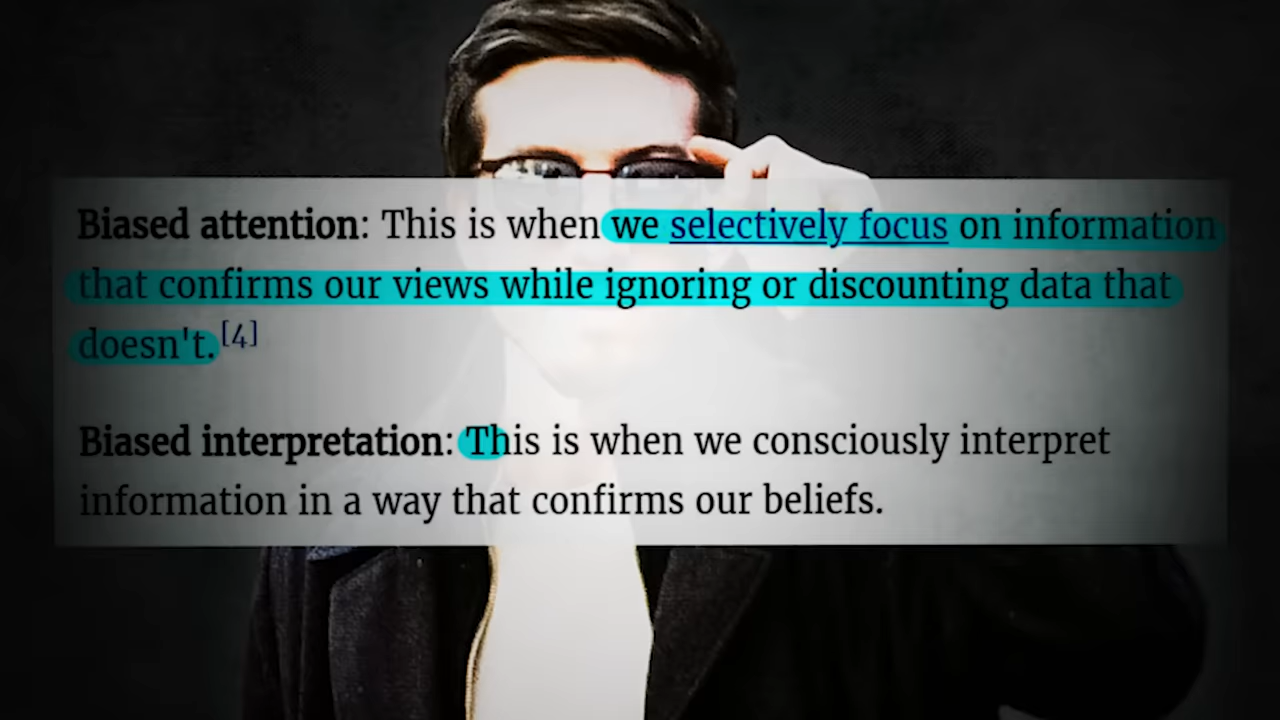 Biased attention: This is when we selectively focus on information
that confirms our views while ignoring or discounting data that
doesn't.[4]
Biased interpretation: This is when we consciously interpret
information in a way that confirms our beliefs.